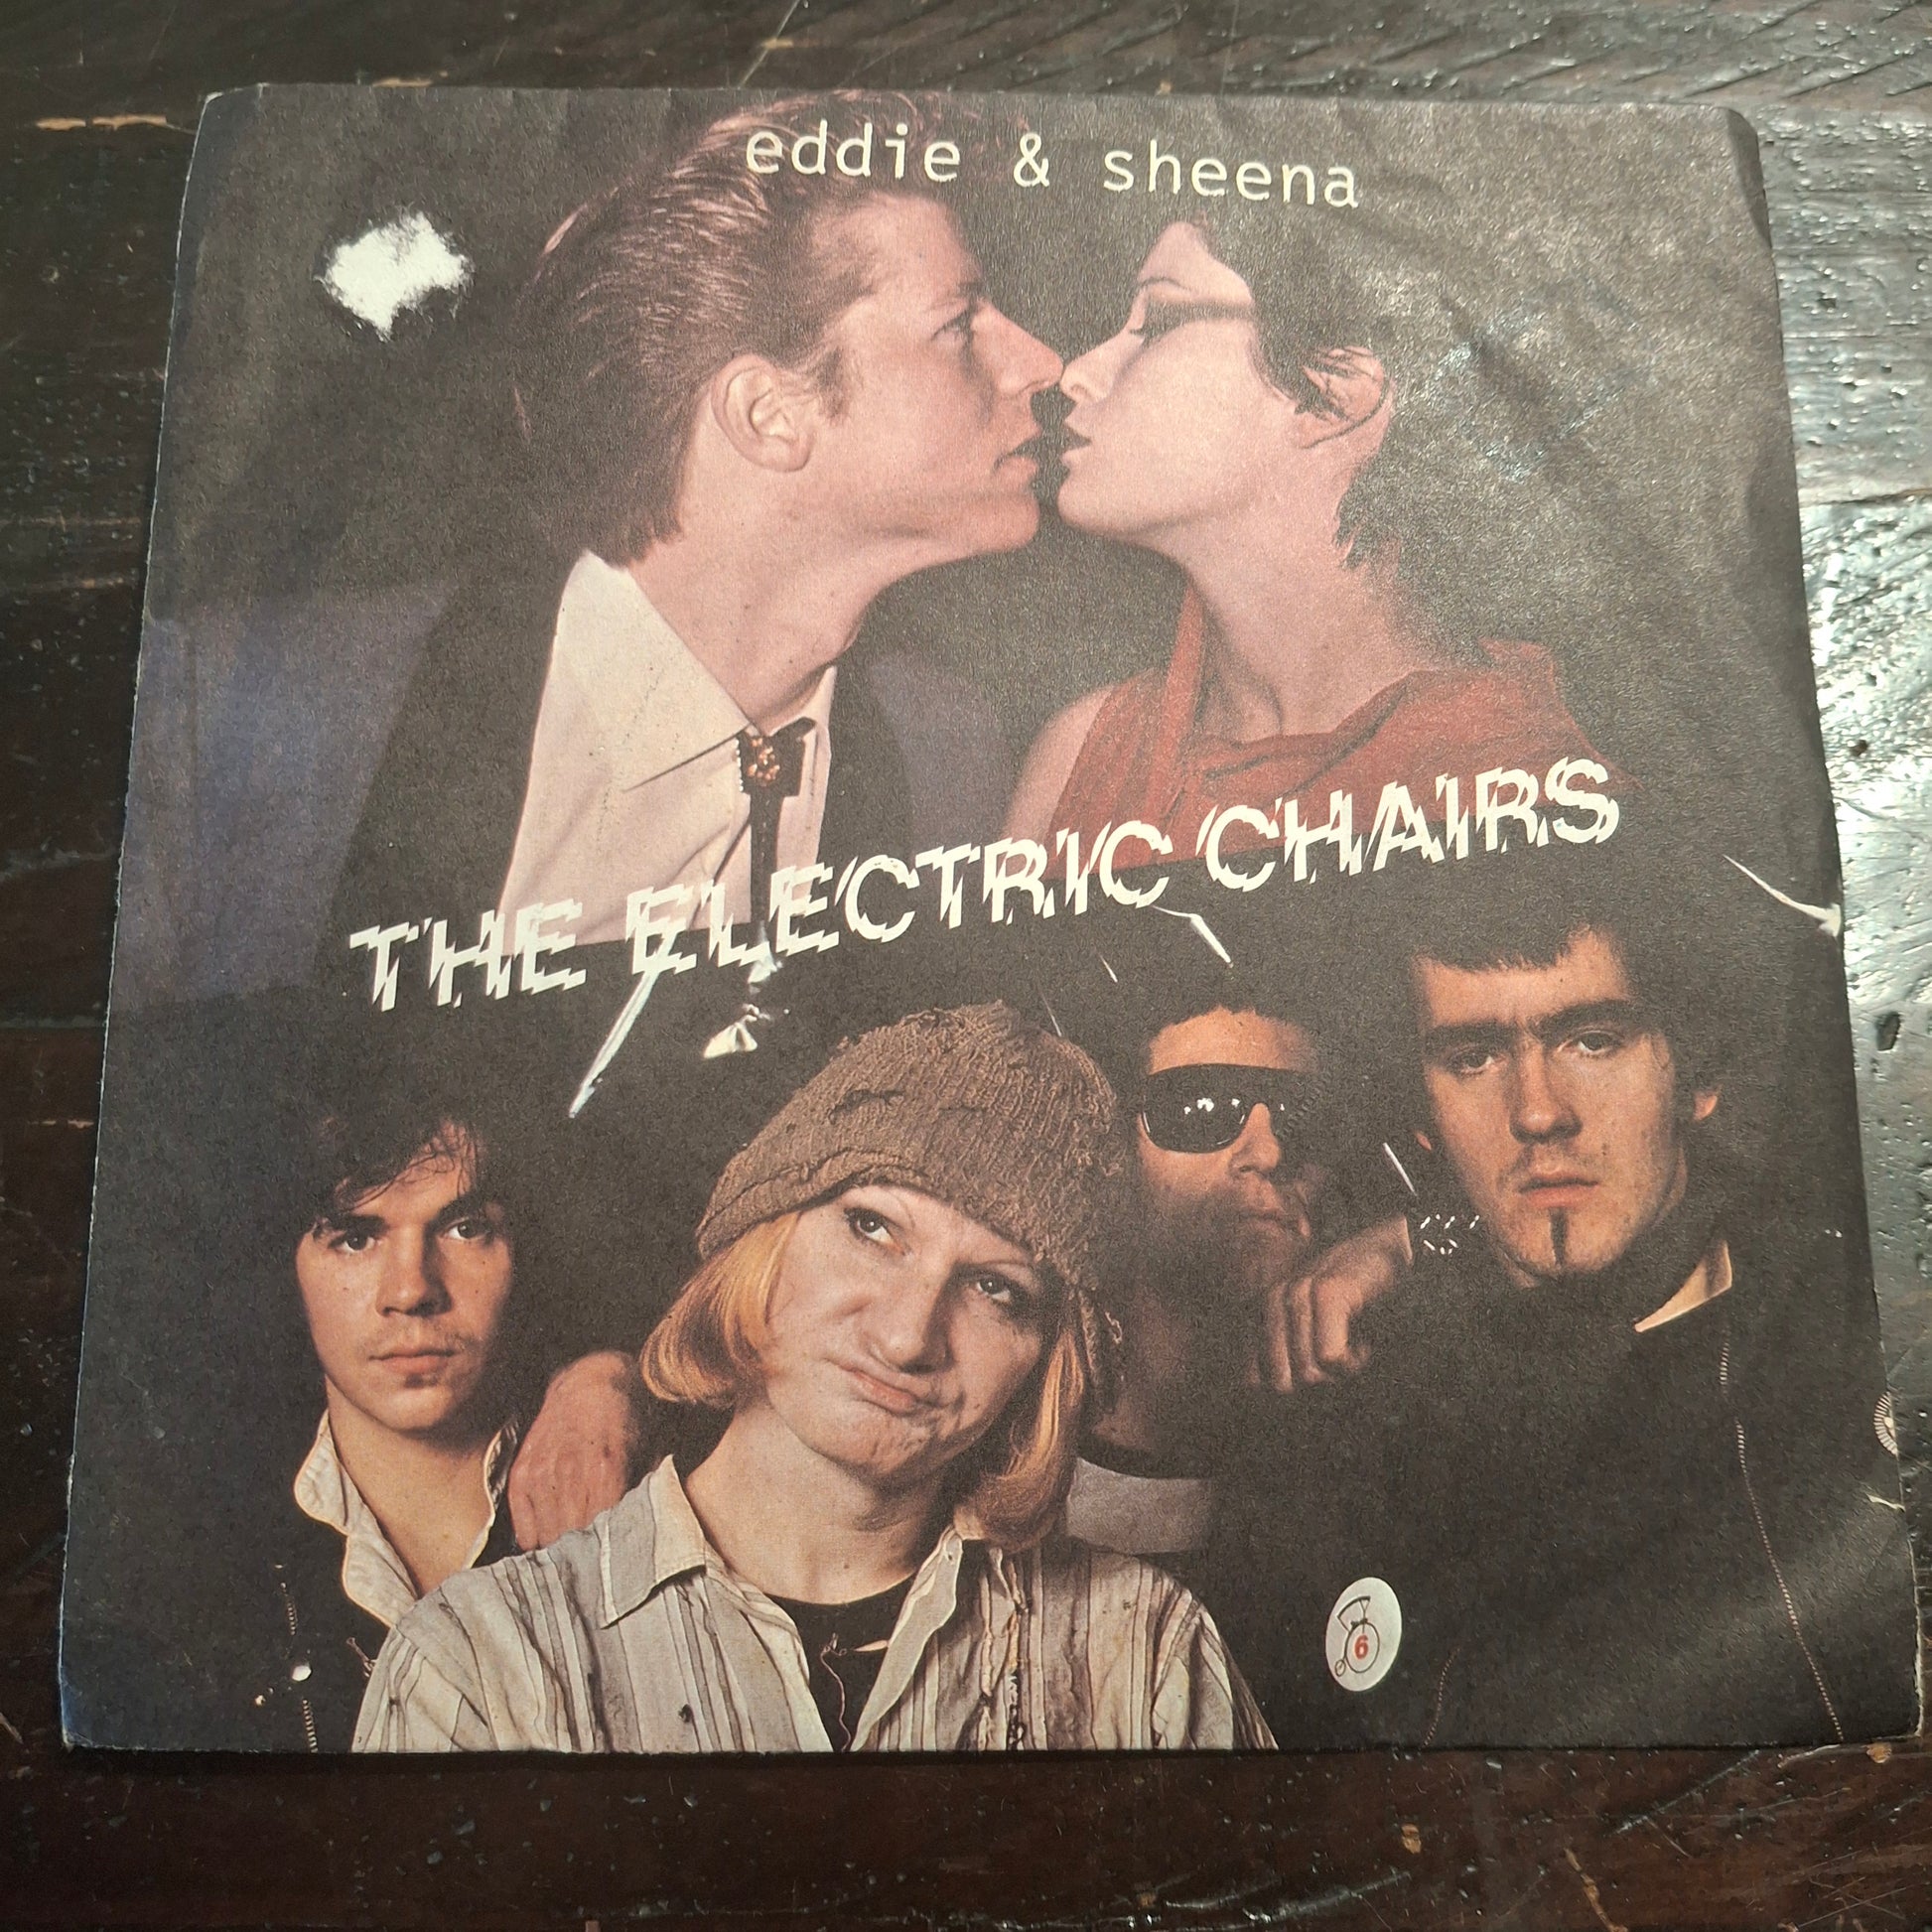 eddie & sheena
THE ELECTRIC CHAIRS
6